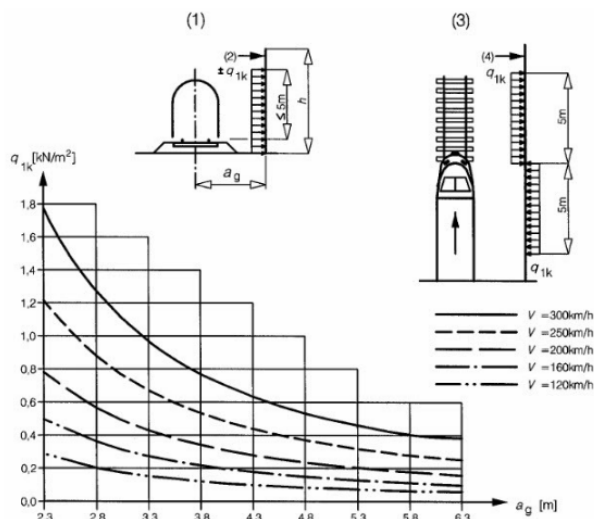 (1)
(3)
(2)
± q1k
≤ 5m
h
ag
(4)
q1k
5m
5m
q1k
q1k[kN/m²]
1,8
1,6
1,4
1,2
1,0
0,8
0,6
0,4
0,2
0,0
2.3 2.8 3.3 3.8 4.3 4.8 5.3 5.8 6.3
ag [m]
V =300km/h
V =250km/h
V =200km/h
V =160km/h
V =120km/h